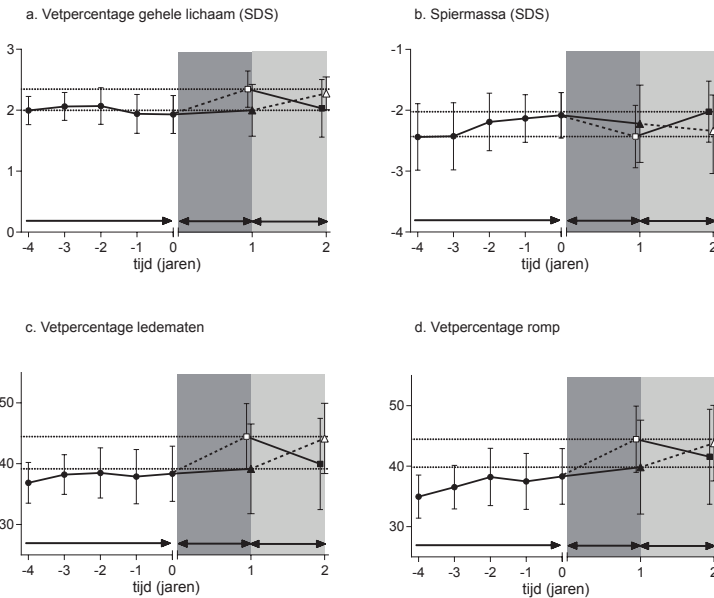 a. Vetpercentage gehele lichaam (SDS)
3
2
1
0
-4 -3 -2 -1 0 1 2
tijd (jaren)
b. Spiermassa (SDS)
-1
-2
-3
-4
-4 -3 -2 -1 0 1 2
tijd (jaren)
c. Vetpercentage ledematen
50
40
30
-4 -3 -2 -1 0 1 2
tijd (jaren)
d. Vetpercentage romp
50
40
30
-4 -3 -2 -1 0 1 2
tijd (jaren)